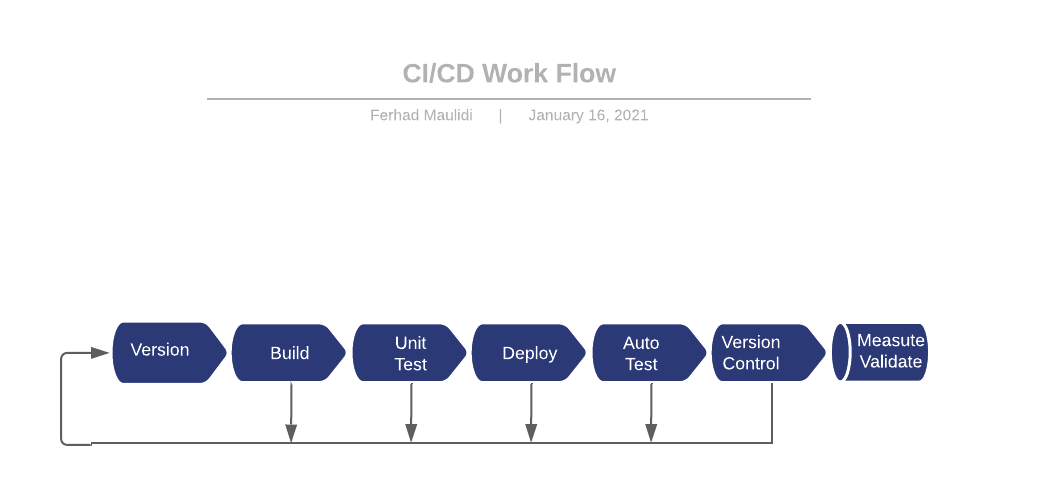 CI/CD Work Flow
Ferhad Maulidi | January 16, 2021
Version
Build
Unit
Test
Deploy
Auto
Test
Version
Control
Measute
Validate